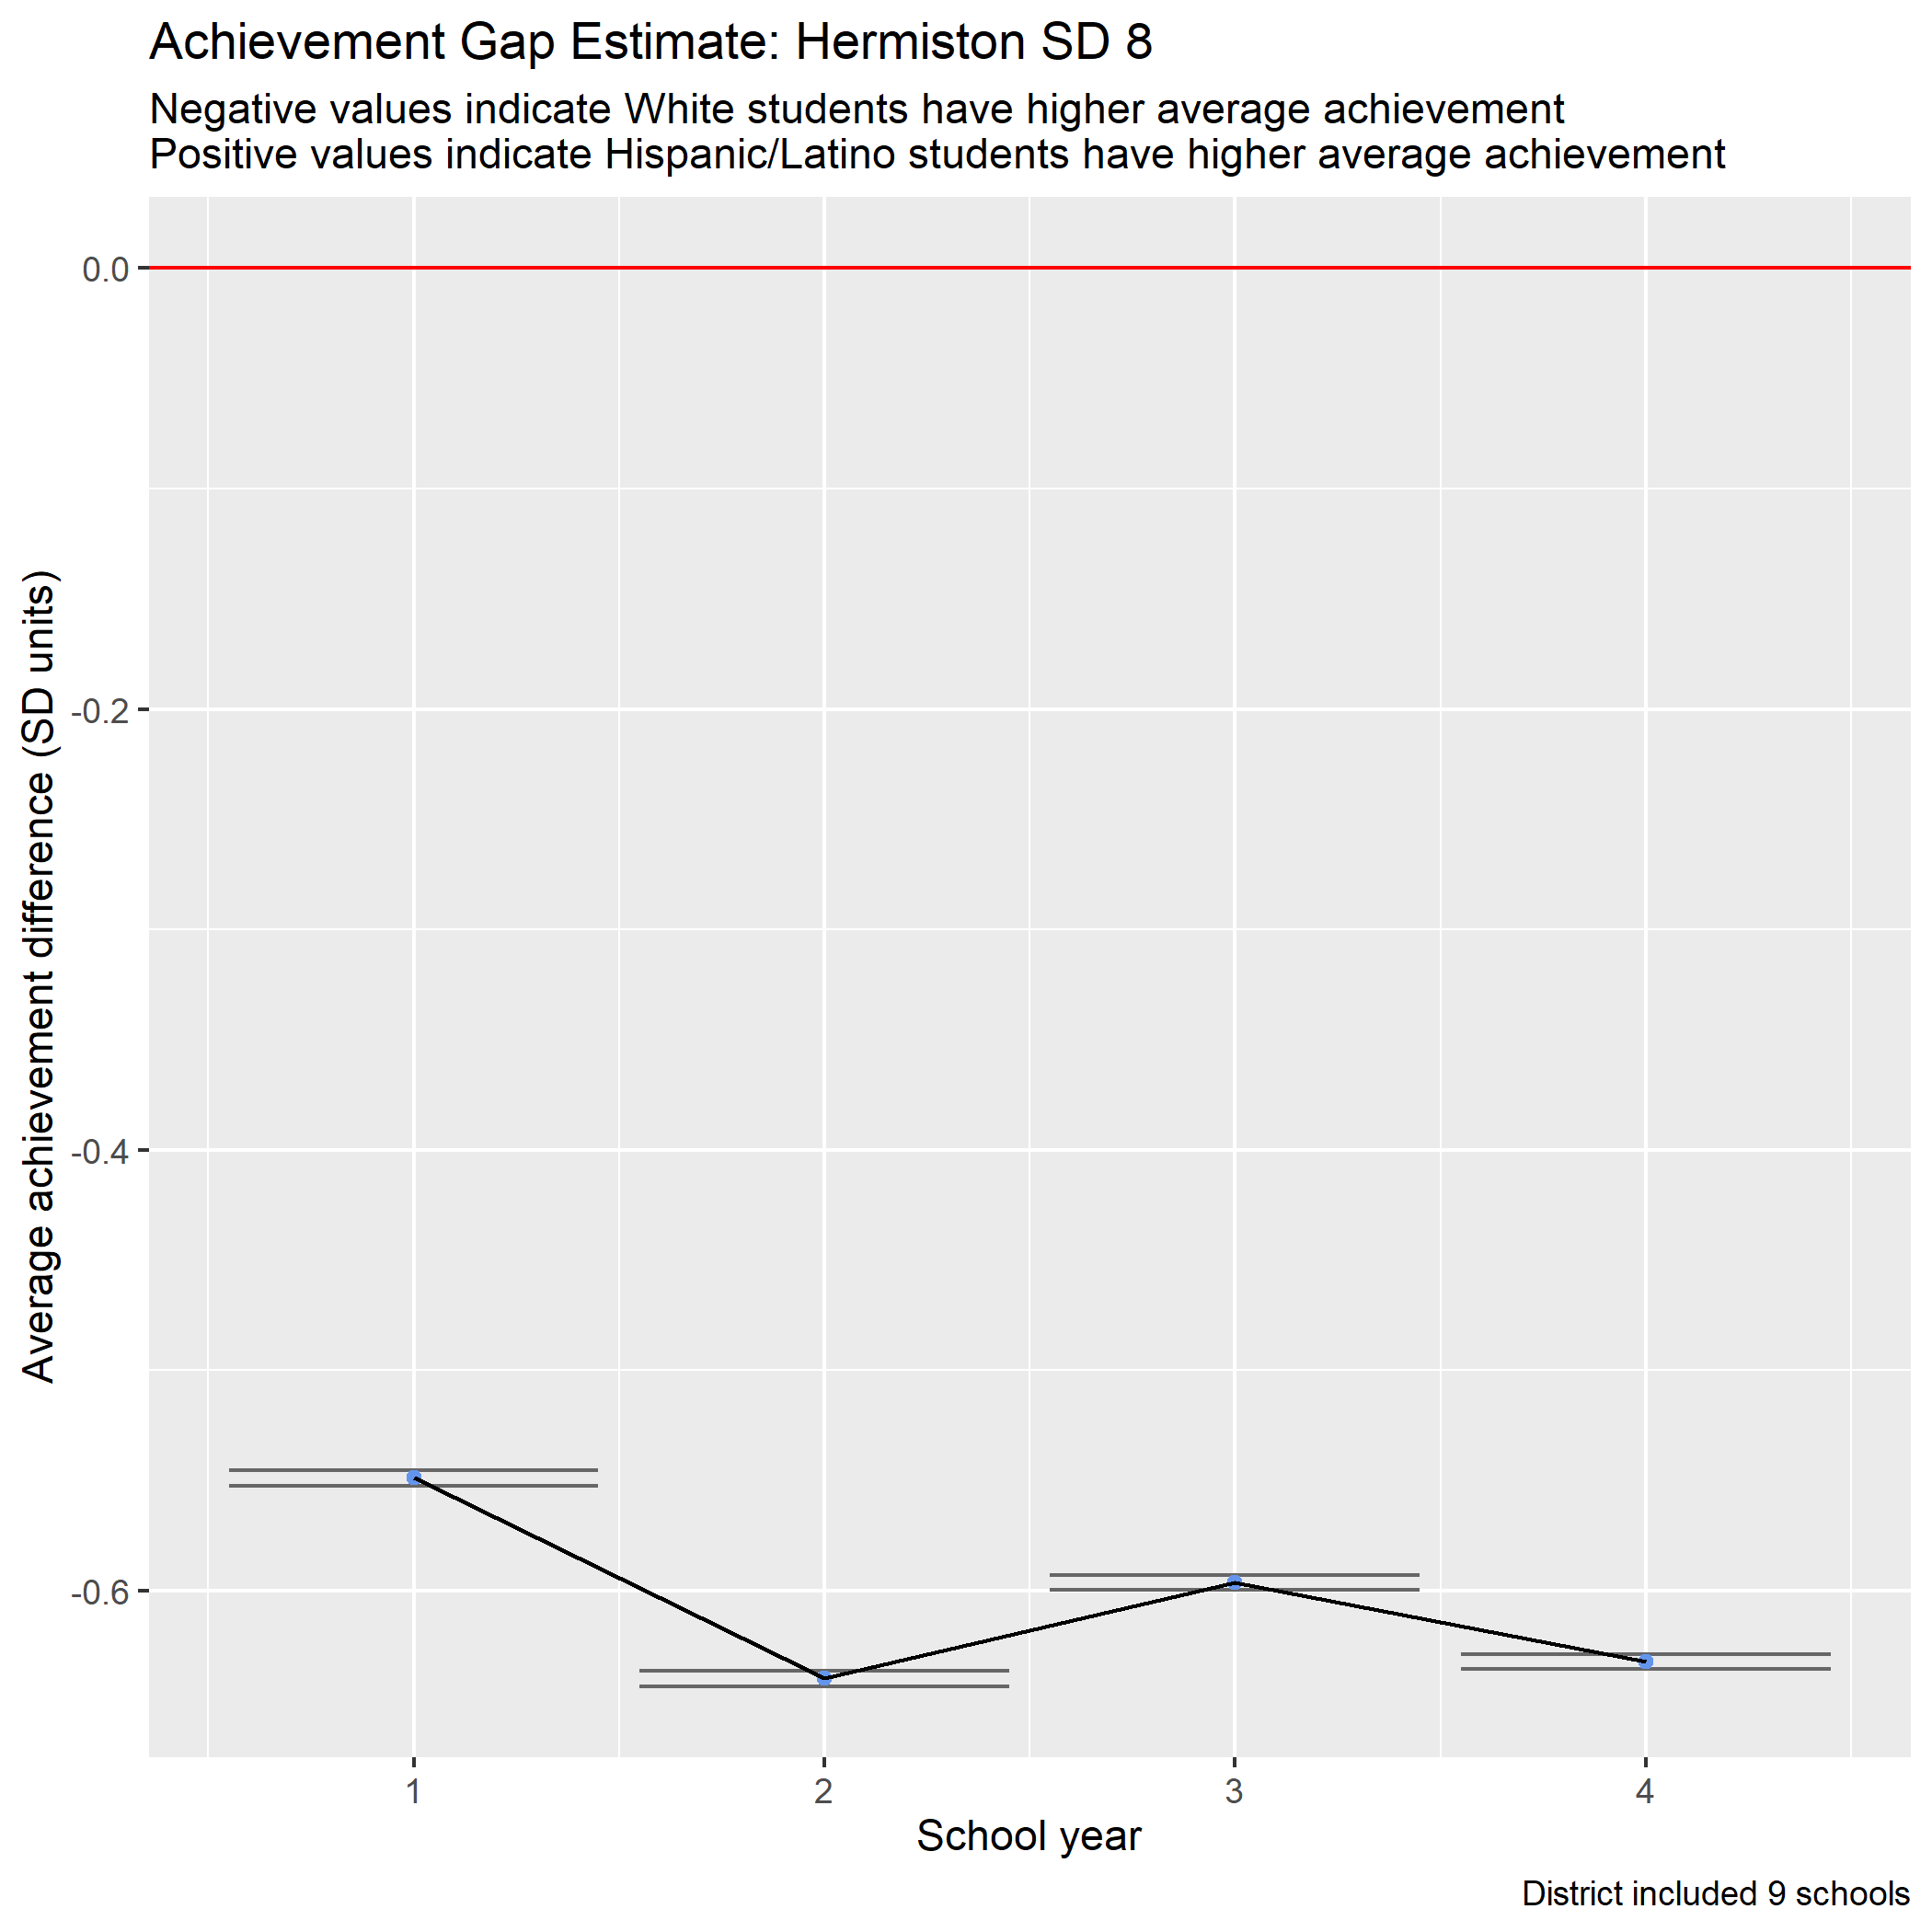 Achievement Gap Estimate: Hermiston SD 8
Negative values indicate White students have higher average achievement
Positive values indicate Hispanic/Latino students have higher average achievement
Average achievement difference (SD units)
0.0
-0.2
-0.4
-0.6
1
2
3
4
School year
District included 9 schools